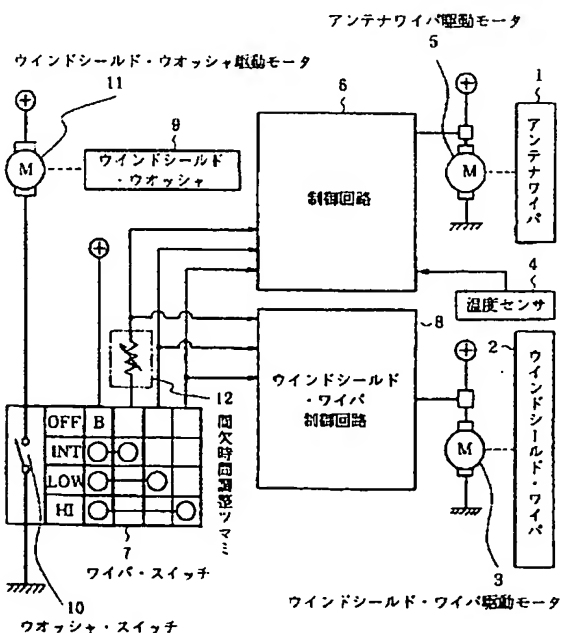 アンテナワイパ駆動モータ
5
ウインドシールド・ウオッシャ駆動モータ
11
6
1
9
M
ウインドシールド
・ウオッシャ
制御回路
M
アンテナワイパ
4
温度センサ
8
2
12
ウインドシールド
・ワイパ
制御回路
ウインドシールド・ワイパ
M
OFF B
INT
LOW
HI
間欠時間調整ツマミ
7
ワイパ・スイッチ
3
10
ウインドシールド・ワイパ駆動モータ
ウオッシャ・スイッチ